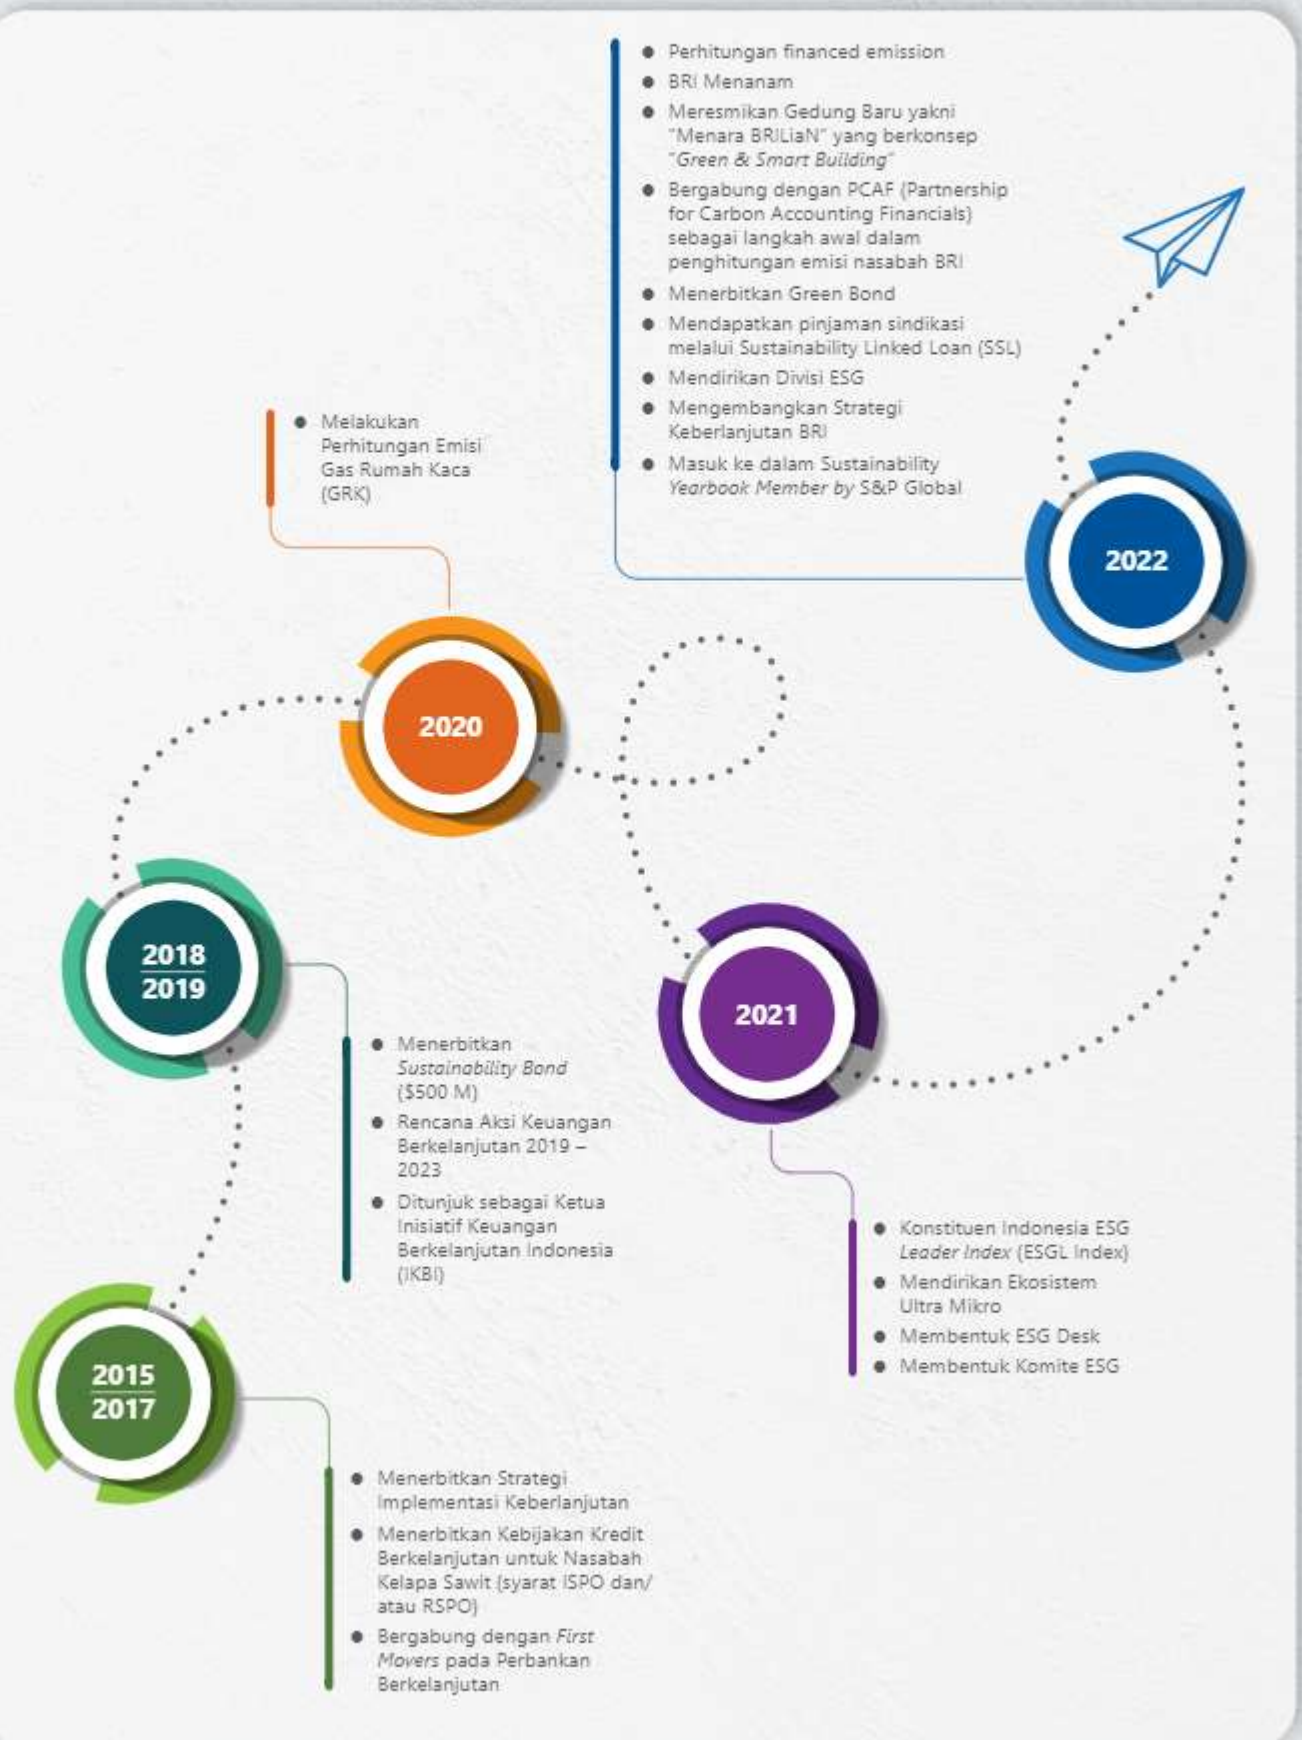 ● Perhitungan financed emission
● BRI Menanam
● Meresmikan Gedung Baru yakni
"Menara BRILiaN" yang berkonsep
"Green & Smart Building"
● Bergabung dengan PCAF (Partnership
for Carbon Accounting Financials)
sebagai langkah awal dalam
penghitungan emisi nasabah BRI
● Menerbitkan Green Bond
● Mendapatkan pinjaman sindikasi
melalui Sustainability Linked Loan (SSL)
● Mendirikan Divisi ESG
● Mengembangkan Strategi
Keberlanjutan BRI
● Masuk ke dalam Sustainability
Yearbook Member by S&P Global
2022
● Melakukan
Perhitungan Emisi
Gas Rumah Kaca
(GRK)
2020
2018
2019
● Menerbitkan
Sustainability Bond
($500 M)
● Rencana Aksi Keuangan
Berkelanjutan 2019 –
2023
● Ditunjuk sebagai Ketua
Inisiatif Keuangan
Berkelanjutan Indonesia
(IKBI)
2021
● Konstituen Indonesia ESG
Leader Index (ESGL Index)
● Mendirikan Ekosistem
Ultra Mikro
● Membentuk ESG Desk
● Membentuk Komite ESG
2015
2017
● Menerbitkan Strategi
Implementasi Keberlanjutan
● Menerbitkan Kebijakan Kredit
Berkelanjutan untuk Nasabah
Kelapa Sawit (syarat ISPO dan/
atau RSPO)
● Bergabung dengan First
Movers pada Perbankan
Berkelanjutan